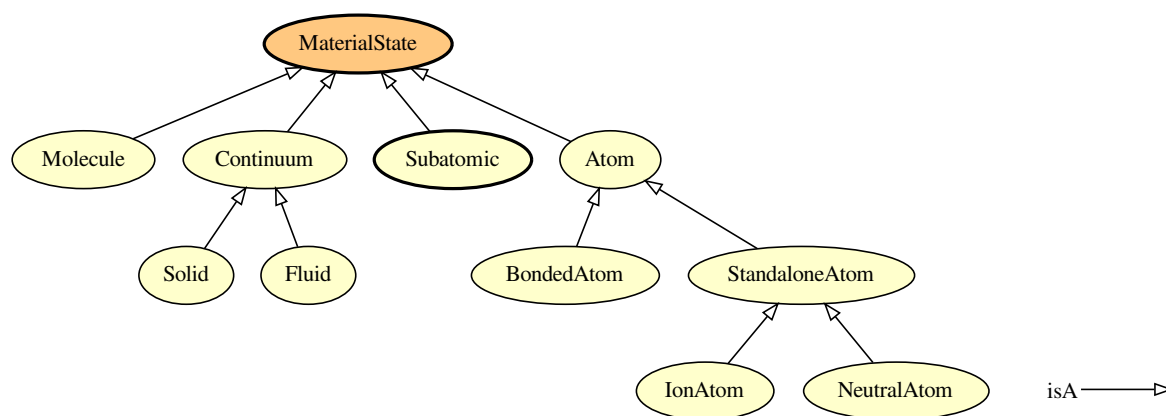 MaterialState
Molecule
Continuum
Subatomic
Atom
Solid
Fluid
BondedAtom
StandaloneAtom
IonAtom
NeutralAtom
isA